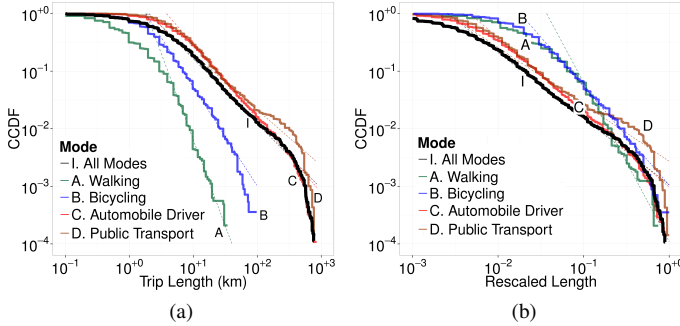 10⁺⁰
10⁻¹
10⁻²
10⁻³
10⁻⁴
CCDF
Mode
I. All Modes
A. Walking
B. Bicycling
C. Automobile Driver
D. Public Transport
I
C
D
A
B
10⁻¹ 10⁺⁰ 10⁺¹ 10⁺² 10⁺³
Trip Length (km)
(a)
10⁺⁰
10⁻¹
10⁻²
10⁻³
10⁻⁴
CCDF
B
A
I
C
D
Mode
I. All Modes
A. Walking
B. Bicycling
C. Automobile Driver
D. Public Transport
10⁻³ 10⁻² 10⁻¹ 10⁺⁰
Rescaled Length
(b)